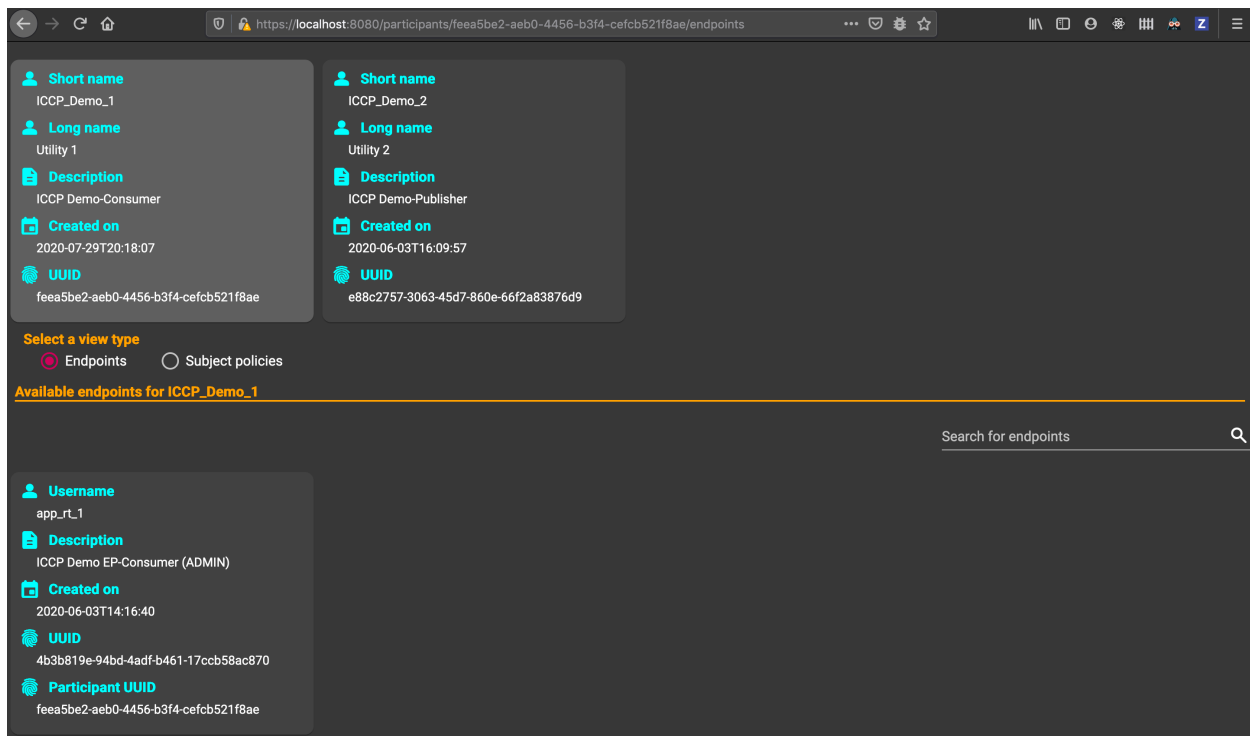 https://localhost:8080/participants/feea5be2-aeb0-4456-b3f4-cefcb521f8ae/endpoints
Z
Short name
ICCP_Demo_1
Long name
Utility 1
Description
ICCP Demo-Consumer
Created on
2020-07-29T20:18:07
UUID
feea5be2-aeb0-4456-b3f4-cefcb521f8ae
Short name
ICCP_Demo_2
Long name
Utility 2
Description
ICCP Demo-Publisher
Created on
2020-06-03T16:09:57
UUID
e88c2757-3063-45d7-860e-66f2a83876d9
Select a view type
Endpoints
Subject policies
Available endpoints for ICCP_Demo_1
Search for endpoints
Username
app_rt_1
Description
ICCP Demo EP-Consumer (ADMIN)
Created on
2020-06-03T14:16:40
UUID
4b3b819e-94bd-4adf-b461-17ccb58ac870
Participant UUID
feea5be2-aeb0-4456-b3f4-cefcb521f8ae